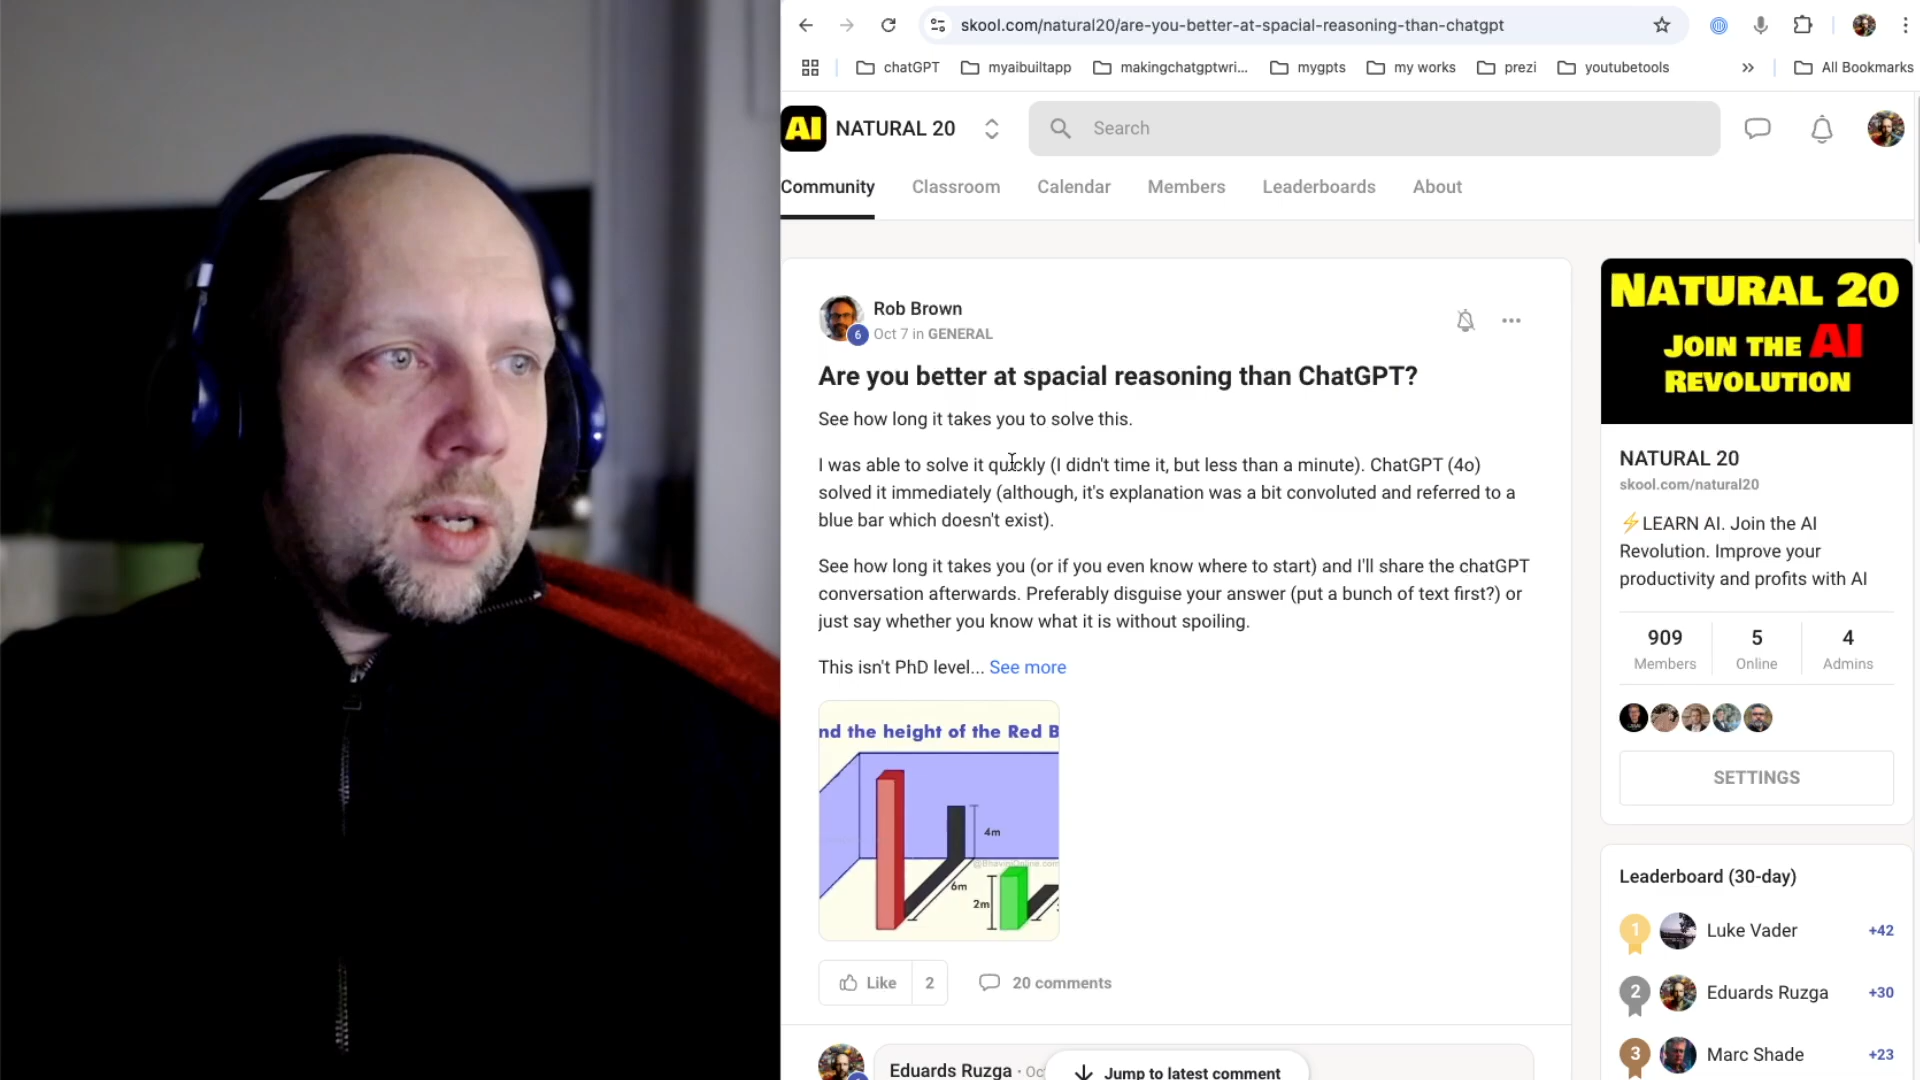 skool.com/natural20/are-you-better-at-spacial-reasoning-than-chatgpt
chatGPT
myaibuiltapp
makingchatgptwri...
mygpts
my works
prezi
youtubetools
All Bookmarks
AI
NATURAL 20
Search
Community
Classroom
Calendar
Members
Leaderboards
About
Rob Brown
6
Oct 7 in GENERAL
Are you better at spacial reasoning than ChatGPT?
See how long it takes you to solve this.
I was able to solve it quickly (I didn't time it, but less than a minute). ChatGPT (4o)
solved it immediately (although, it's explanation was a bit convoluted and referred to a
blue bar which doesn't exist).
See how long it takes you (or if you even know where to start) and I'll share the chatGPT
conversation afterwards. Preferably disguise your answer (put a bunch of text first?) or
just say whether you know what it is without spoiling.
This isn't PhD level... See more
nd the height of the Red B
4m
@BhaviniOnline.com
6m
2m
Like
2
20 comments
Eduards Ruzga
Jump to latest comment
NATURAL 20
JOIN THE AI
REVOLUTION
NATURAL 20
skool.com/natural20
⚡LEARN AI. Join the AI
Revolution. Improve your
productivity and profits with AI
909
Members
5
Online
4
Admins
SETTINGS
Leaderboard (30-day)
1
Luke Vader
+42
2
Eduards Ruzga
+30
3
Marc Shade
+23